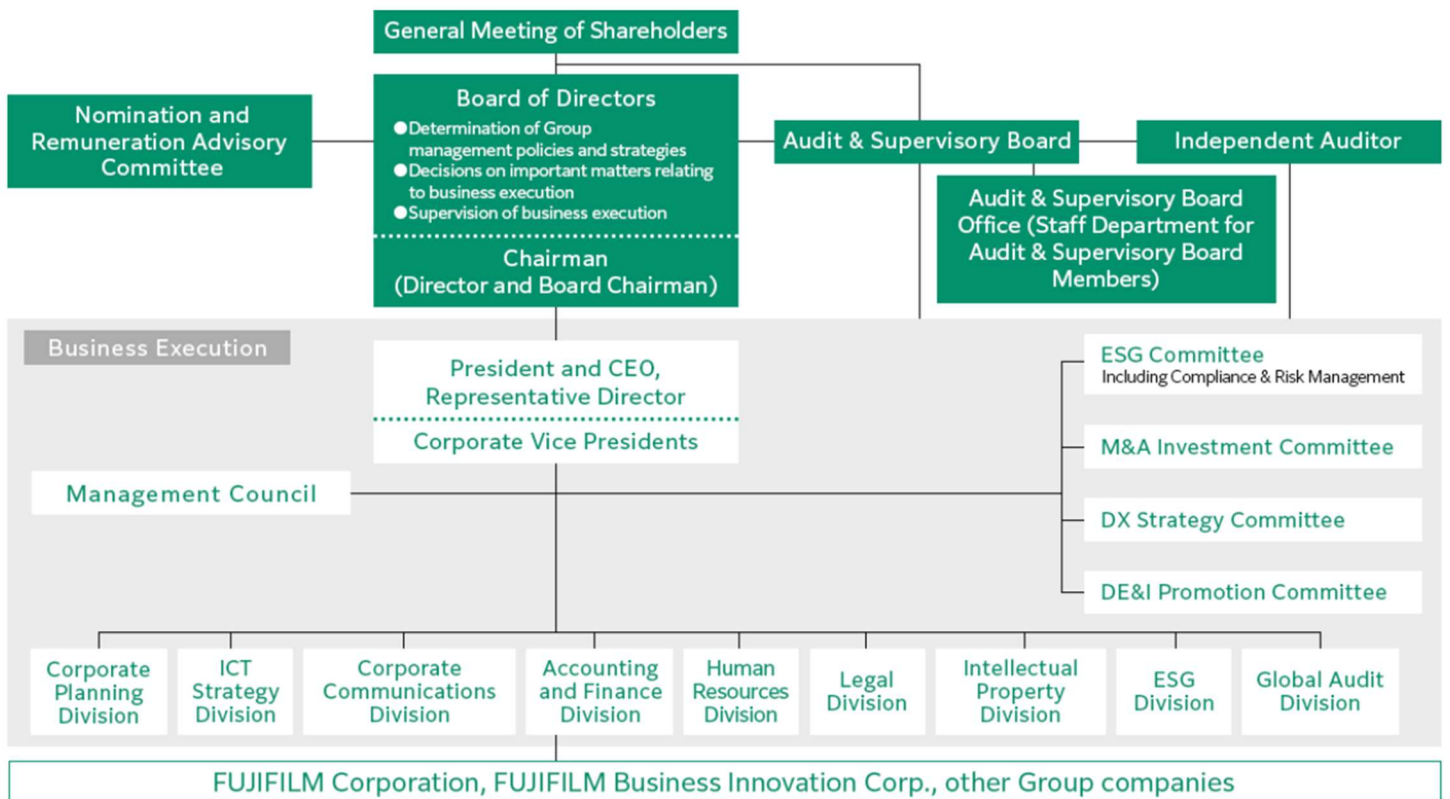 General Meeting of Shareholders
Nomination and
Remuneration Advisory
Committee
Board of Directors
●Determination of Group
management policies and strategies
●Decisions on important matters relating
to business execution
●Supervision of business execution
Chairman
(Director and Board Chairman)
Audit & Supervisory Board
Independent Auditor
Audit & Supervisory Board
Office (Staff Department for
Audit & Supervisory Board
Members)
Business Execution
President and CEO,
Representative Director
Corporate Vice Presidents
Management Council
ESG Committee
Including Compliance & Risk Management
M&A Investment Committee
DX Strategy Committee
DE&I Promotion Committee
Corporate
Planning
Division
ICT
Strategy
Division
Corporate
Communications
Division
Accounting
and Finance
Division
Human
Resources
Division
Legal
Division
Intellectual
Property
Division
ESG
Division
Global Audit
Division
FUJIFILM Corporation, FUJIFILM Business Innovation Corp., other Group companies